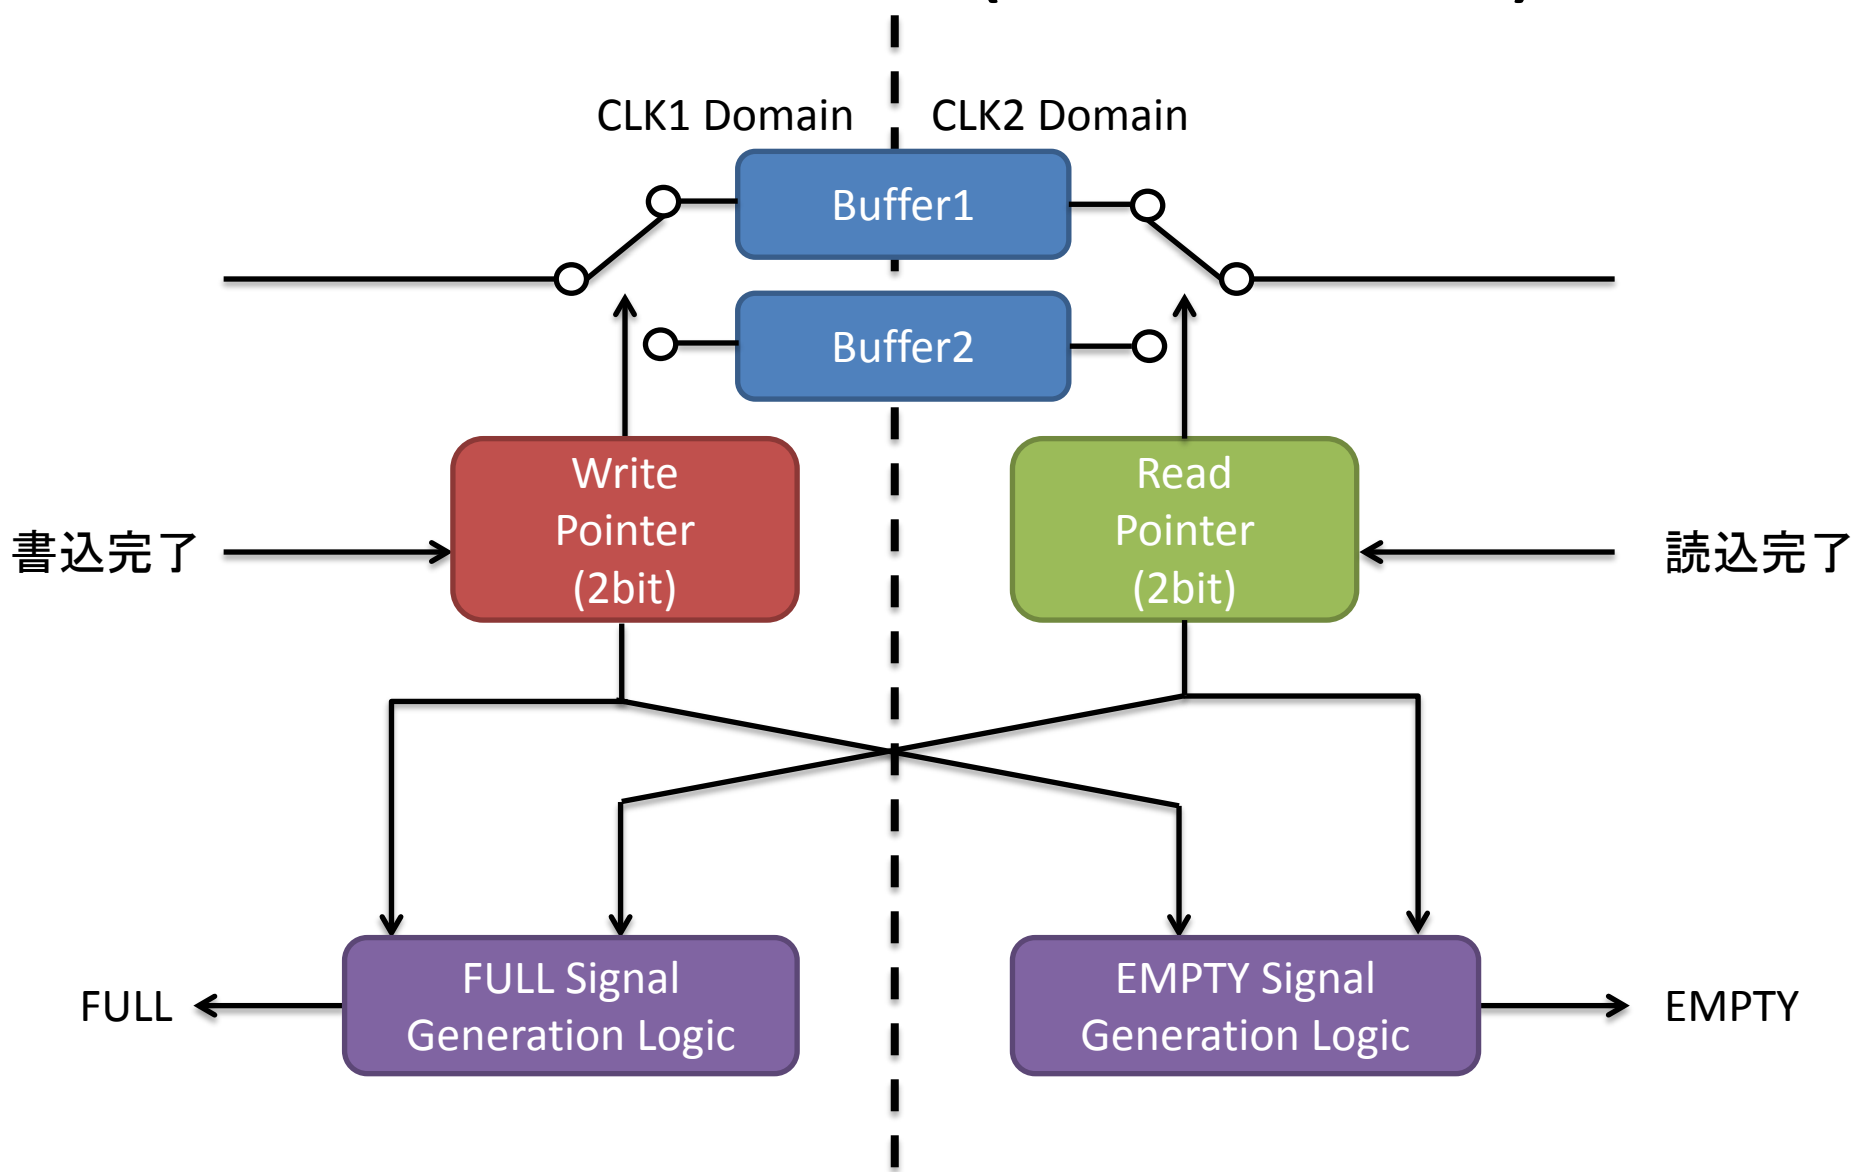 CLK1 Domain
CLK2 Domain
Buffer1
Buffer2
Write
Pointer
(2bit)
Read
Pointer
(2bit)
書込完了
読込完了
FULL Signal
Generation Logic
EMPTY Signal
Generation Logic
FULL
EMPTY